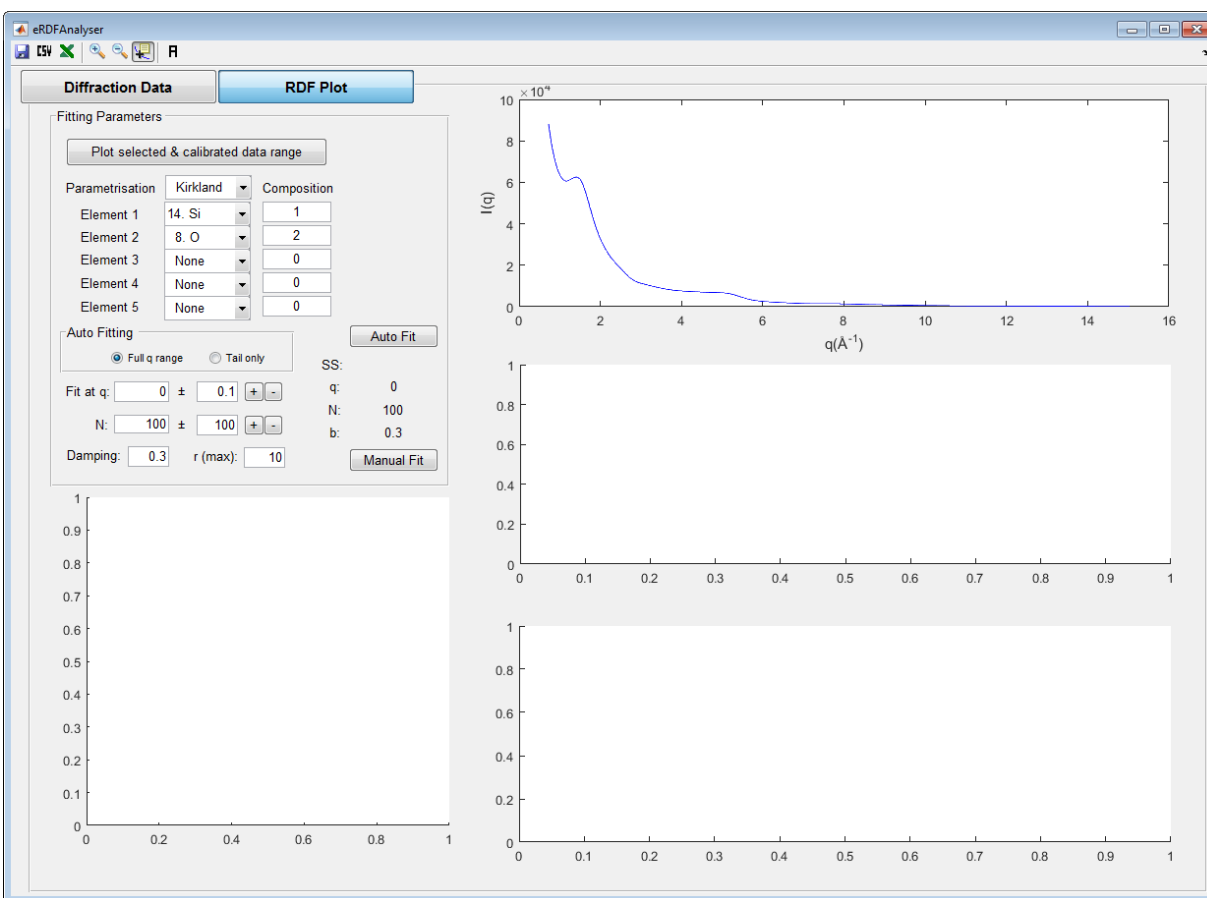 eRDFAnalyser
CSV
A
Diffraction Data
RDF Plot
Fitting Parameters
Plot selected & calibrated data range
Parametrisation Kirkland Composition
Element 1 14. Si 1
Element 2 8. O 2
Element 3 None 0
Element 4 None 0
Element 5 None 0
Auto Fitting
Full q range Tail only
Auto Fit
SS:
Fit at q: 0 ± 0.1 + - q: 0
N: 100 ± 100 + - N: 100
b: 0.3
Damping: 0.3 r (max): 10 Manual Fit
1
0.9
0.8
0.7
0.6
0.5
0.4
0.3
0.2
0.1
0
0 0.2 0.4 0.6 0.8 1
×10⁴
10
8
6
4
2
0
I(q)
0 2 4 6 8 10 12 14 16
q(Å⁻¹)
1
0.8
0.6
0.4
0.2
0
0 0.1 0.2 0.3 0.4 0.5 0.6 0.7 0.8 0.9 1
1
0.8
0.6
0.4
0.2
0
0 0.1 0.2 0.3 0.4 0.5 0.6 0.7 0.8 0.9 1